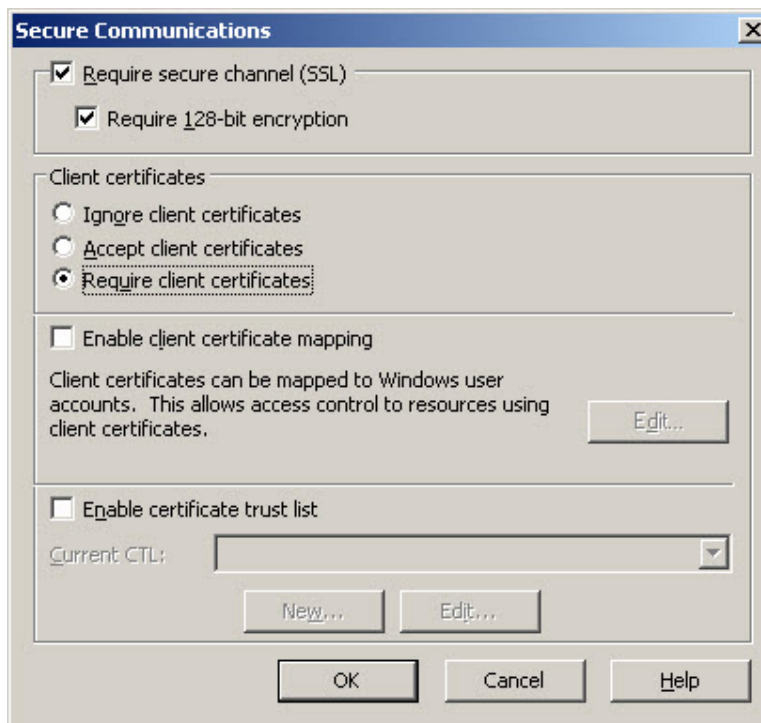 Secure Communications
Require secure channel (SSL)
Require 128-bit encryption
Client certificates
Ignore client certificates
Accept client certificates
Require client certificates
Enable client certificate mapping
Client certificates can be mapped to Windows user
accounts. This allows access control to resources using
client certificates.
Edit...
Enable certificate trust list
Current CTL:
New... Edit...
OK Cancel Help